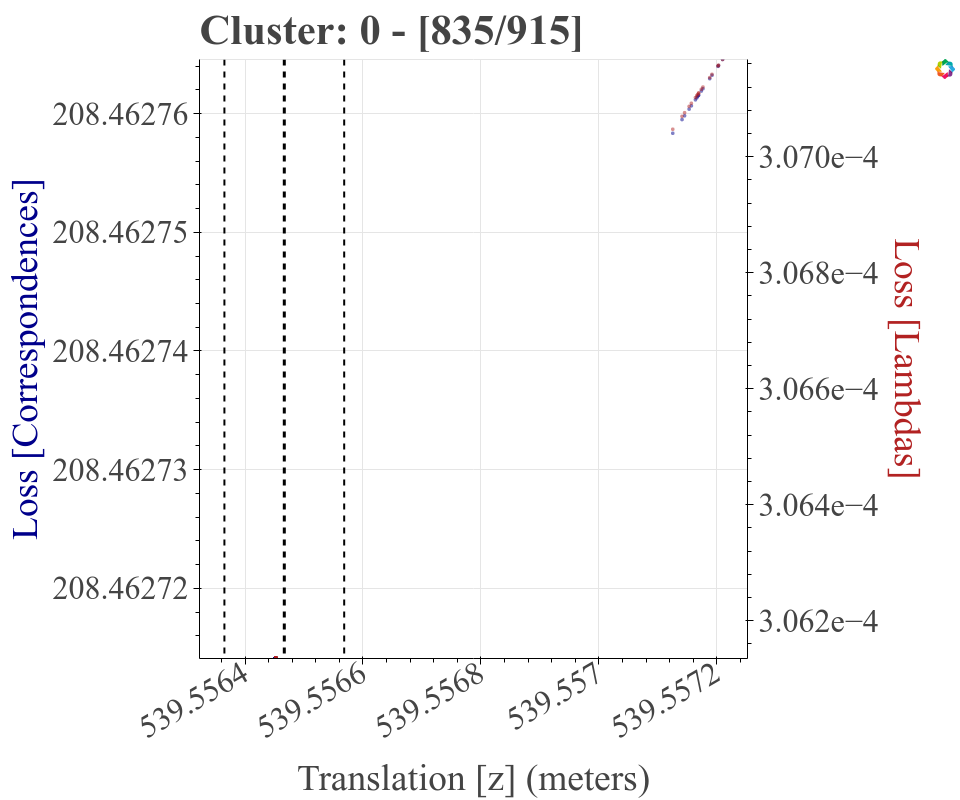 Cluster: 0 - [835/915]
Loss [Correspondences]
208.46276
208.46275
208.46274
208.46273
208.46272
3.070e−4
3.068e−4
3.066e−4
3.064e−4
3.062e−4
Loss [Lambdas]
539.5564
539.5566
539.5568
539.557
539.5572
Translation [z] (meters)